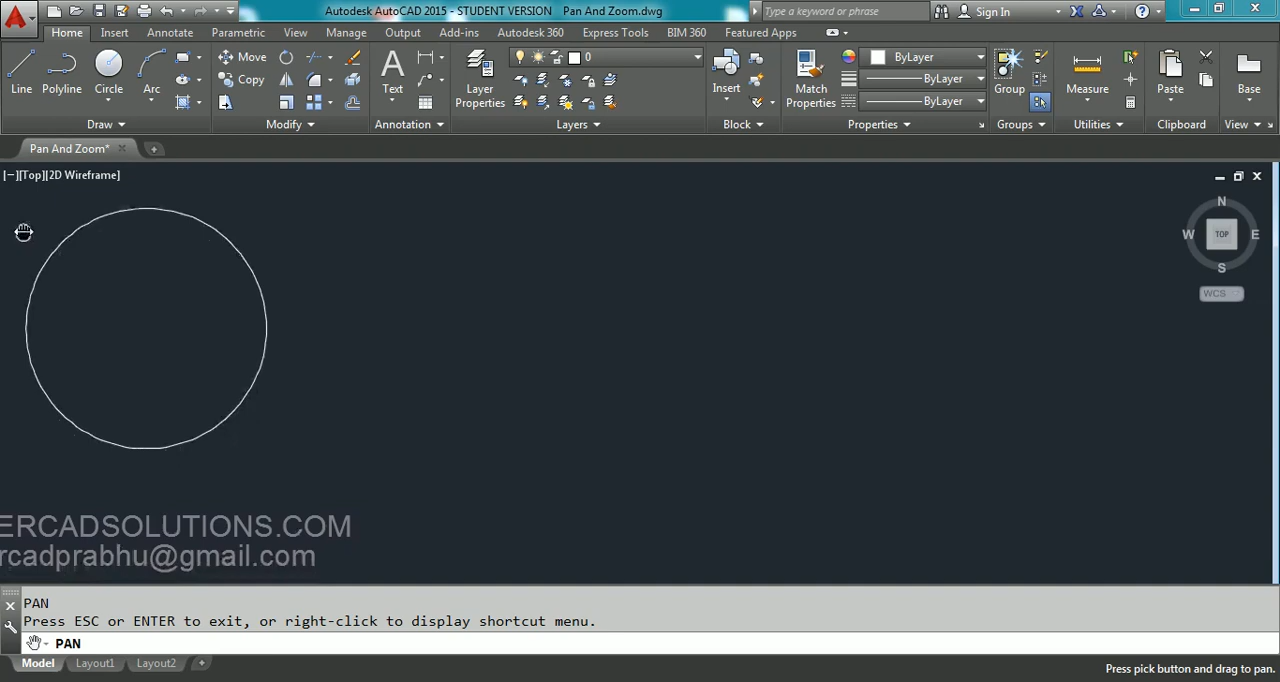 Autodesk AutoCAD 2015 - STUDENT VERSION Pan And Zoom.dwg
Type a keyword or phrase
Sign In
Home Insert Annotate Parametric View Manage Output Add-ins Autodesk 360 Express Tools BIM 360 Featured Apps
Line Polyline Circle Arc
Move
Copy
Text
Layer Properties
0
Insert
Match Properties
ByLayer
ByLayer
ByLayer
Group
Measure
Paste
Base
Draw Modify Annotation Layers Block Properties Groups Utilities Clipboard View
Pan And Zoom*
[−][Top][2D Wireframe]
N
W TOP E
S
WCS
ERCADSOLUTIONS.COM
rcadprabhu@gmail.com
PAN
Press ESC or ENTER to exit, or right-click to display shortcut menu.
PAN
Model Layout1 Layout2
Press pick button and drag to pan.